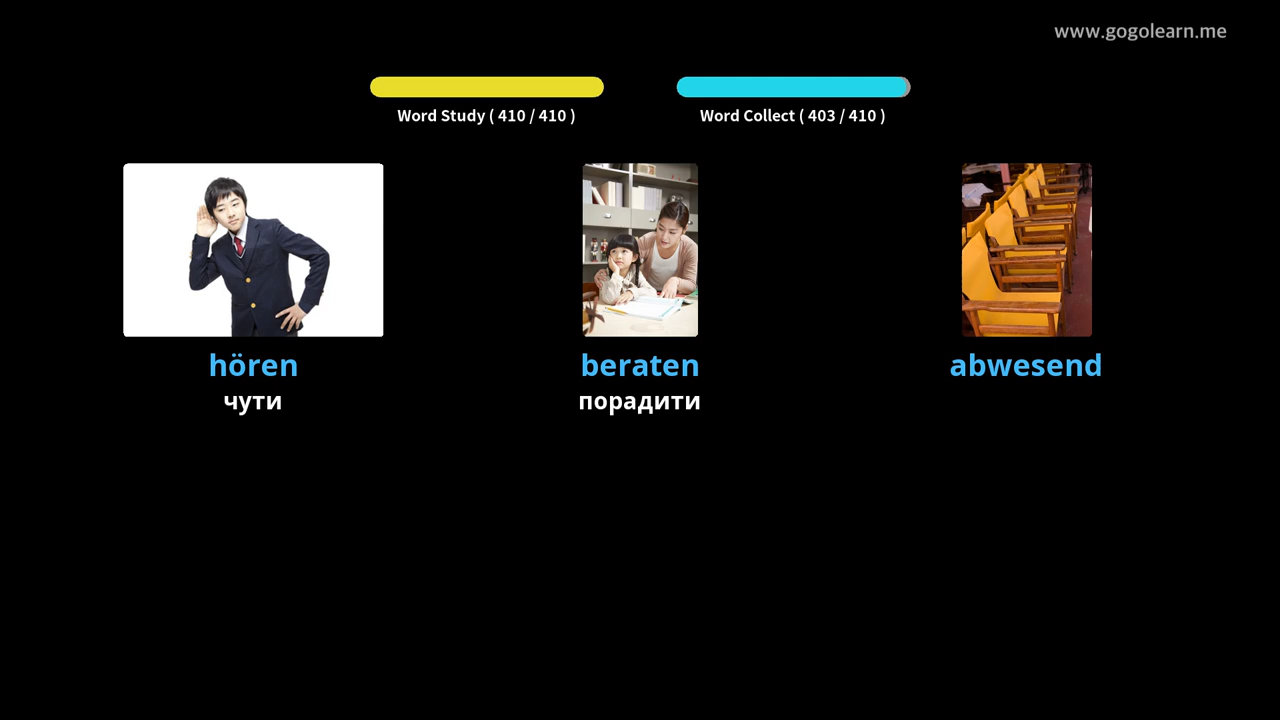 www.gogolearn.me
Word Study ( 410 / 410 )
Word Collect ( 403 / 410 )
hören
чути
beraten
порадити
abwesend